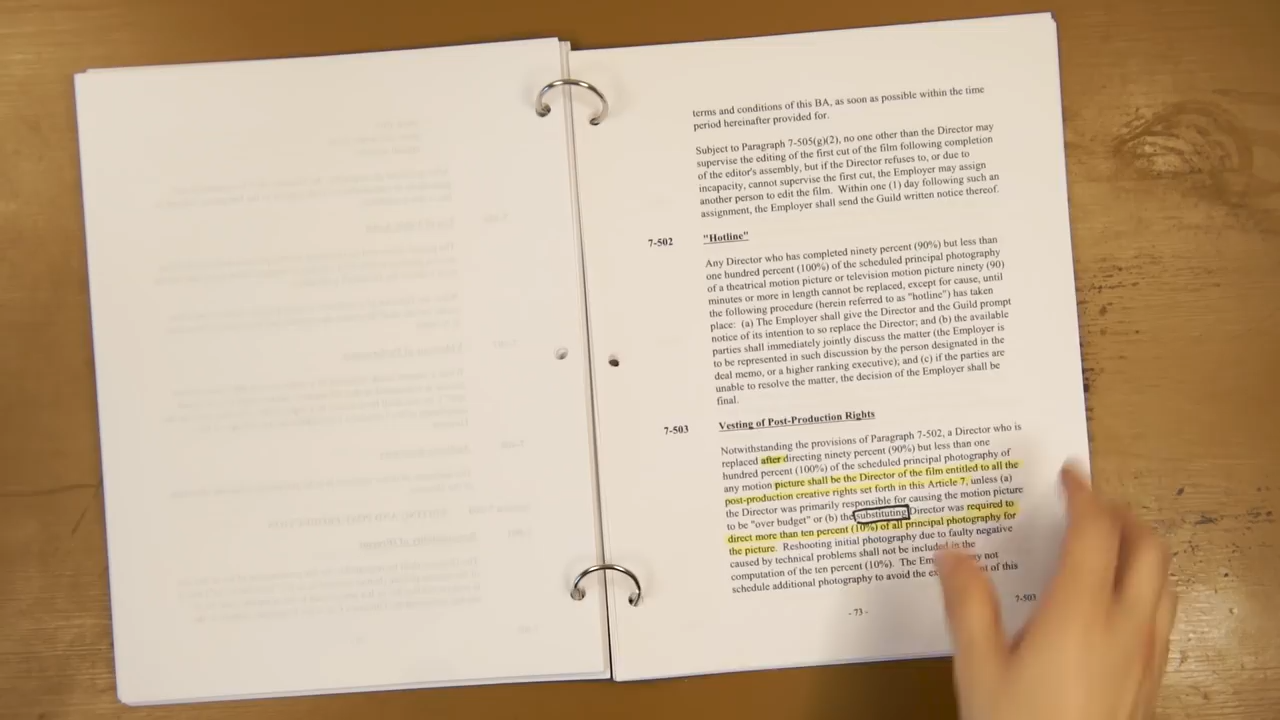 terms and conditions of this BA, as soon as possible within the time
period hereinafter provided for.
Subject to Paragraph 7-505(g)(2), no one other than the Director may
supervise the editing of the first cut of the film following completion
of the editor's assembly, but if the Director refuses to, or due to
incapacity, cannot supervise the first cut, the Employer may assign
another person to edit the film. Within one (1) day following such an
assignment, the Employer shall send the Guild written notice thereof.
7-502 "Hotline"
Any Director who has completed ninety percent (90%) but less than
one hundred percent (100%) of the scheduled principal photography
of a theatrical motion picture or television motion picture ninety (90)
minutes or more in length cannot be replaced, except for cause, until
the following procedure (herein referred to as "hotline") has taken
place: (a) The Employer shall give the Director and the Guild prompt
notice of its intention to so replace the Director; and (b) the available
parties shall immediately jointly discuss the matter (the Employer is
to be represented in such discussion by the person designated in the
deal memo, or a higher ranking executive); and (c) if the parties are
unable to resolve the matter, the decision of the Employer shall be
final.
7-503 Vesting of Post-Production Rights
Notwithstanding the provisions of Paragraph 7-502, a Director who is
replaced after directing ninety percent (90%) but less than one
hundred percent (100%) of the scheduled principal photography of
any motion picture shall be the Director of the film entitled to all the
post-production creative rights set forth in this Article 7, unless (a)
the Director was primarily responsible for causing the motion picture
to be "over budget" or (b) the substituting Director was required to
direct more than ten percent (10%) of all principal photography for
the picture. Reshooting initial photography due to faulty negative
caused by technical problems shall not be included in the
computation of the ten percent (10%). The not
schedule additional photography to avoid the of this
- 73 -
7-503